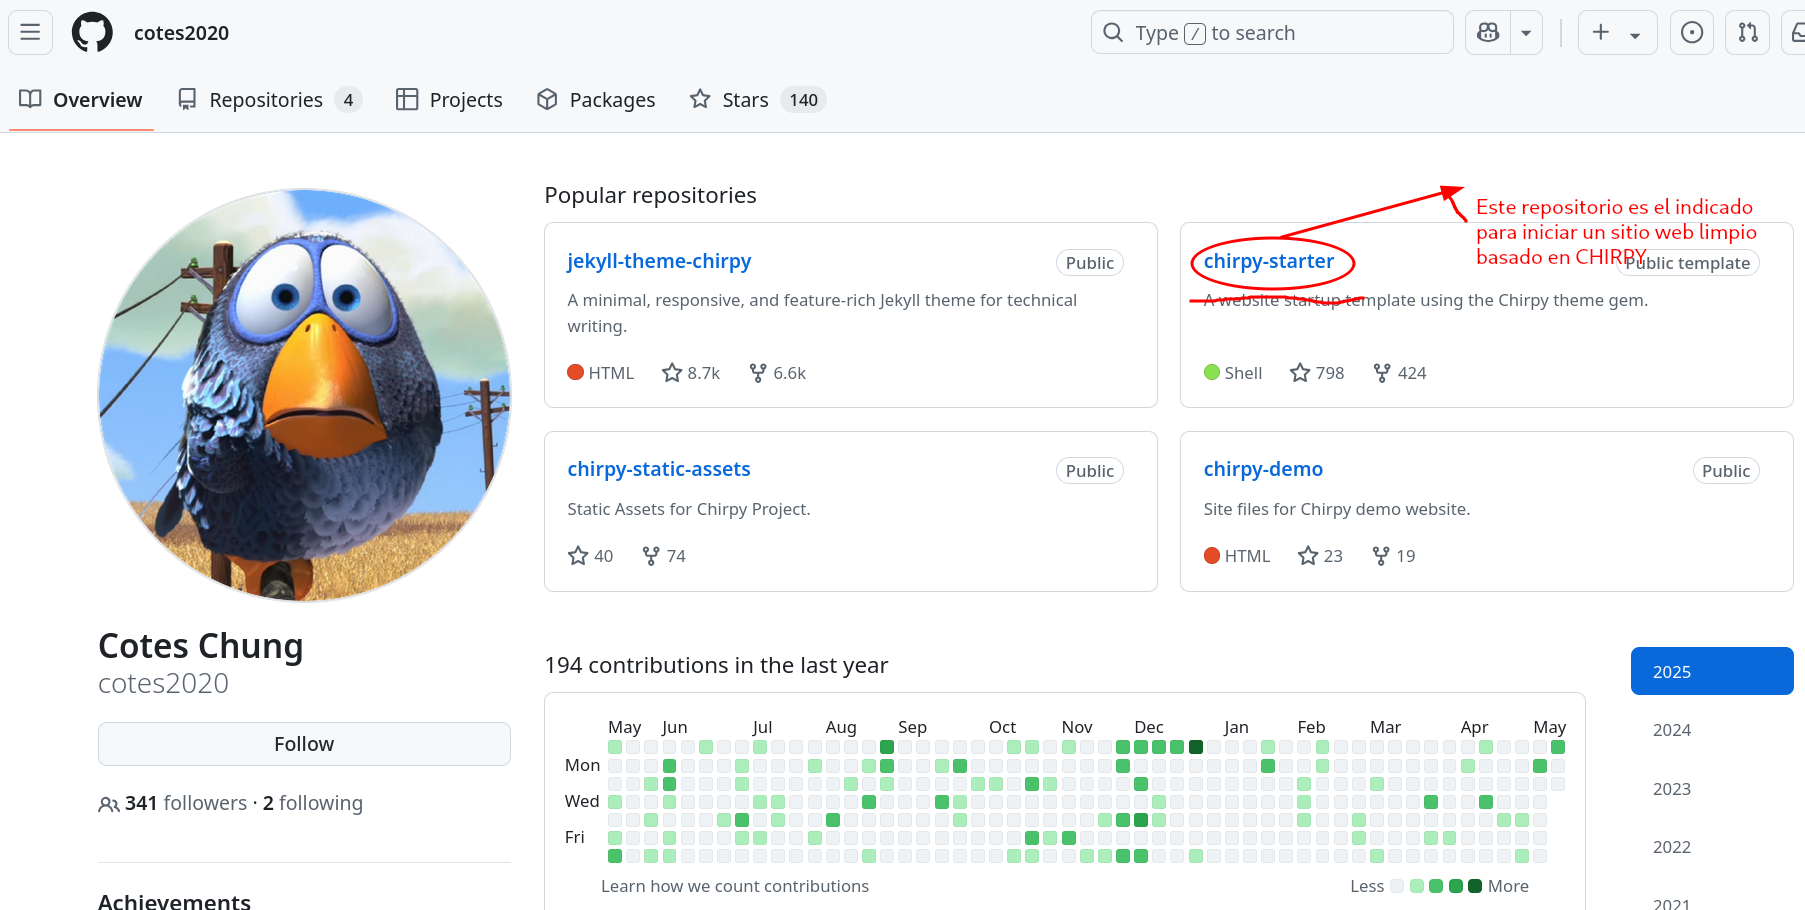 cotes2020
Type / to search
Overview
Repositories 4
Projects
Packages
Stars 140
Popular repositories
jekyll-theme-chirpy
Public
A minimal, responsive, and feature-rich Jekyll theme for technical
writing.
HTML 8.7k 6.6k
chirpy-starter
Public template
A website startup template using the Chirpy theme gem.
Shell 798 424
Este repositorio es el indicado
para iniciar un sitio web limpio
basado en CHIRPY
chirpy-static-assets
Public
Static Assets for Chirpy Project.
40 74
chirpy-demo
Public
Site files for Chirpy demo website.
HTML 23 19
Cotes Chung
cotes2020
Follow
341 followers · 2 following
Achievements
194 contributions in the last year
May Jun Jul Aug Sep Oct Nov Dec Jan Feb Mar Apr May
Mon
Wed
Fri
Learn how we count contributions
Less More
2025
2024
2023
2022
2021